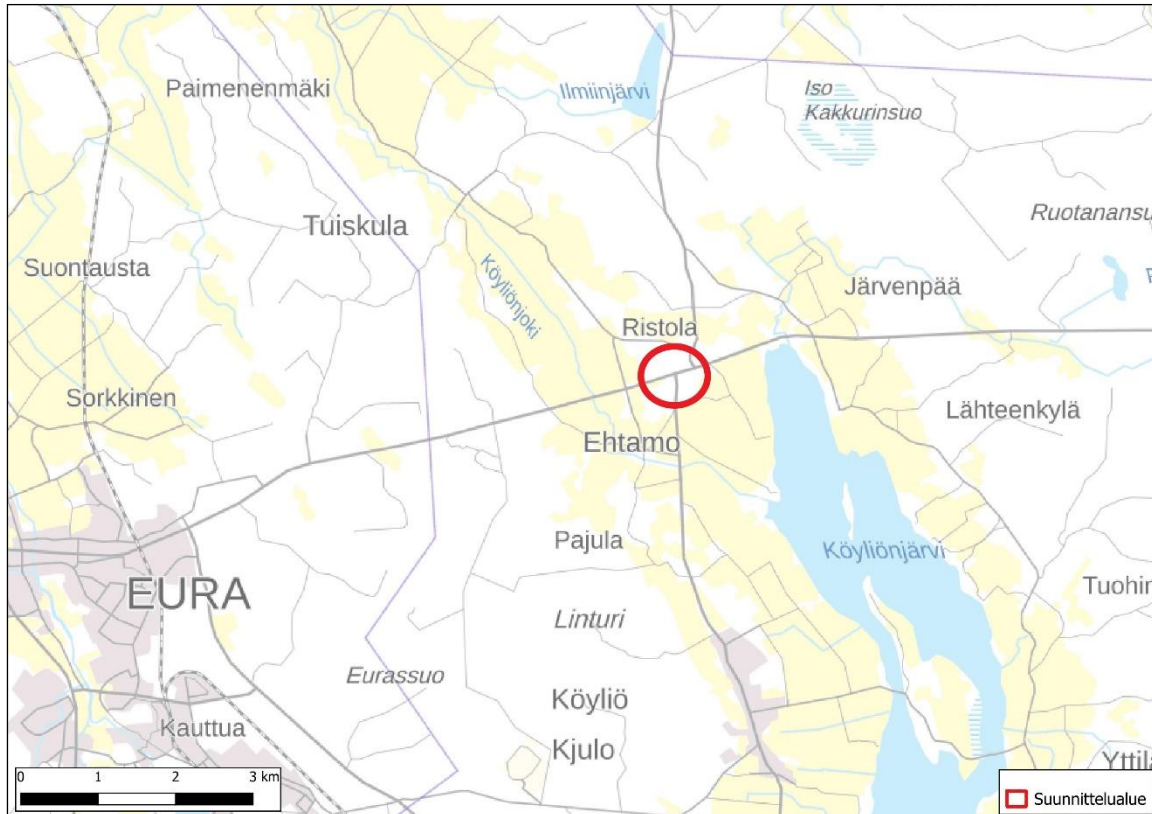 Paimenenmäki
Ilmiinjärvi
Iso
Kakkurinsuo
Ruotanansu
Tuiskula
Suontausta
Köyliönjoki
Järvenpää
Ristola
Sorkkinen
Lähteenkylä
Ehtamo
Pajula
Köyliönjärvi
EURA
Tuohin
Linturi
Eurassuo
Köyliö
Kauttua
Kjulo
Yttilä
0 1 2 3 km
Suunnittelualue